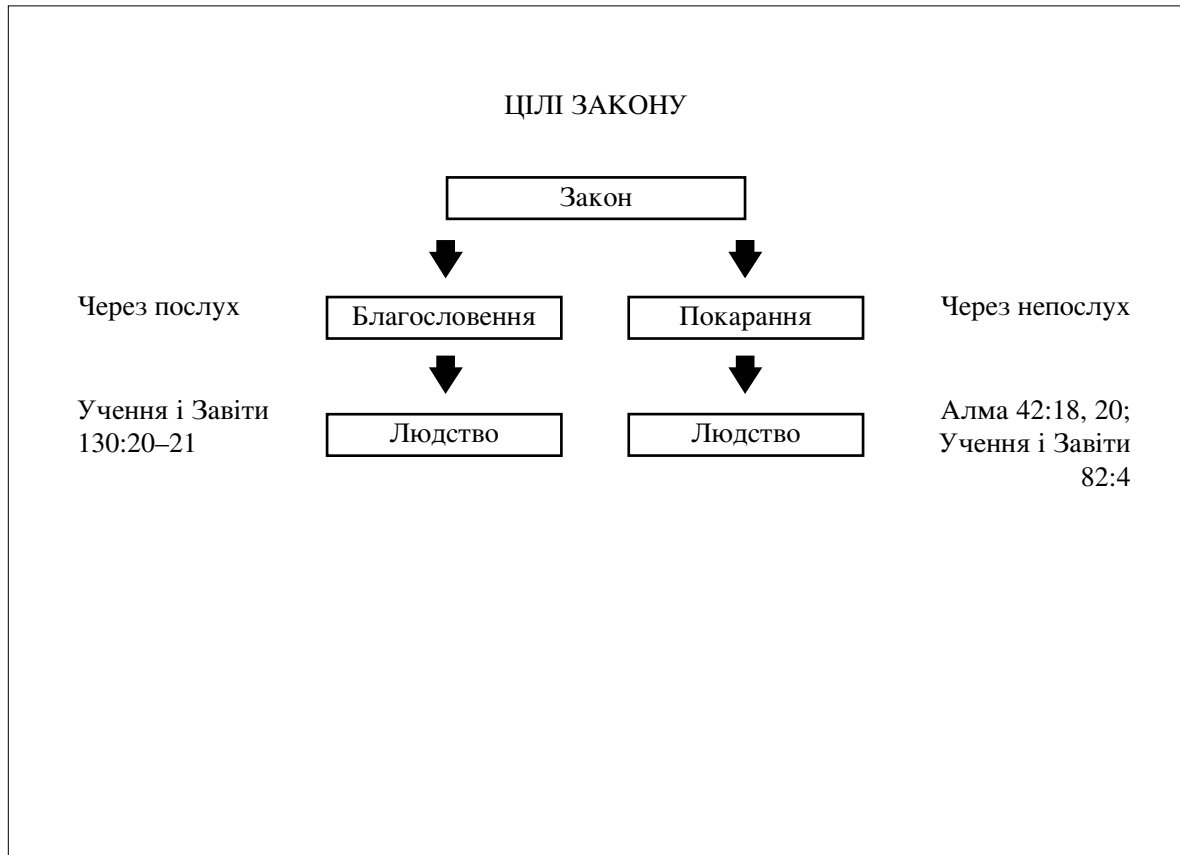 ЦІЛІ ЗАКОНУ
Закон
Через послух
Благословення
Покарання
Через непослух
Учення і Завіти
130:20–21
Людство
Людство
Алма 42:18, 20;
Учення і Завіти
82:4